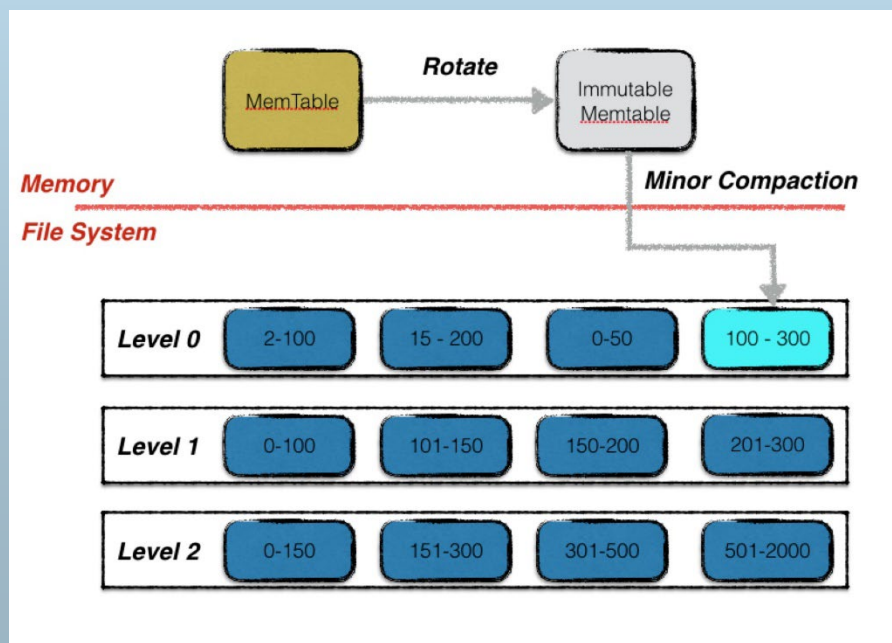 MemTable
Rotate
Immutable
Memtable
Memory
Minor Compaction
File System
Level 0
2-100
15 - 200
0-50
100 - 300
Level 1
0-100
101-150
150-200
201-300
Level 2
0-150
151-300
301-500
501-2000